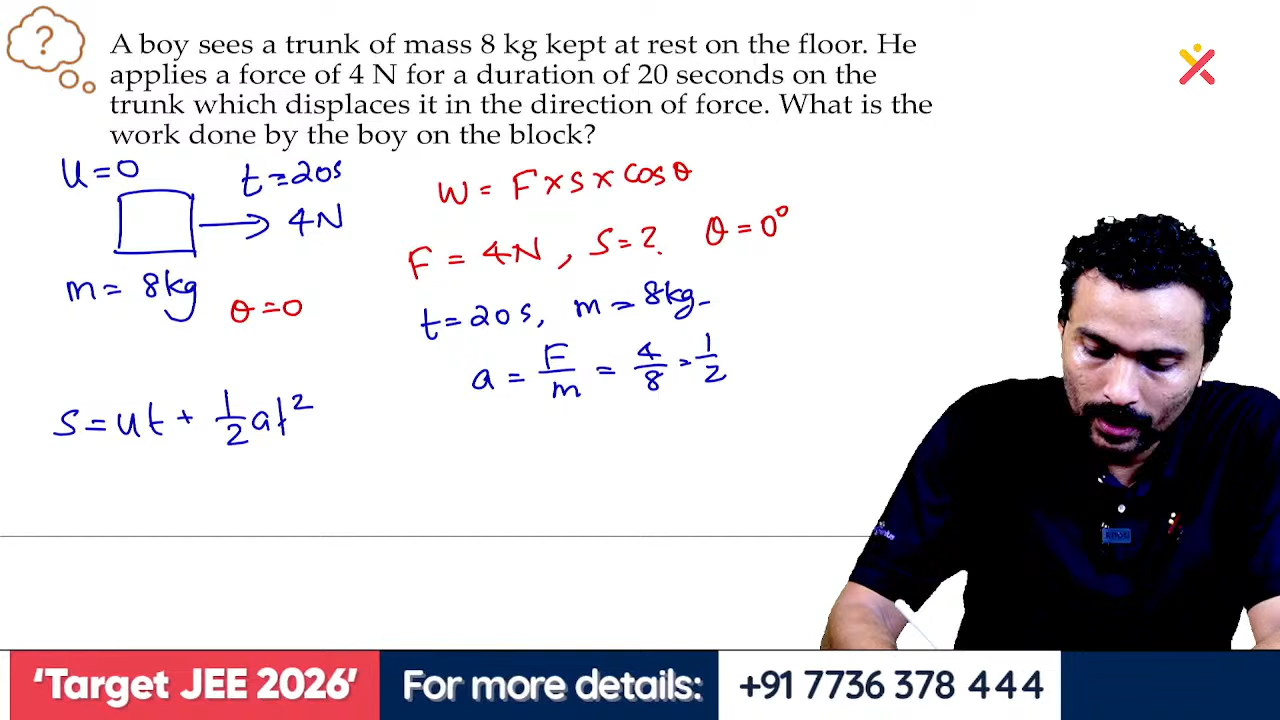 ?
A boy sees a trunk of mass 8 kg kept at rest on the floor. He
applies a force of 4 N for a duration of 20 seconds on the
trunk which displaces it in the direction of force. What is the
work done by the boy on the block?
u = 0
t = 20s
4N
m = 8kg
θ = 0
W = F × s × cos θ
F = 4N , S = ? θ = 0°
t = 20s, m = 8kg
a = F/m = 4/8 = 1/2
s = ut + 1/2 at²
'Target JEE 2026'
For more details:
+91 7736 378 444